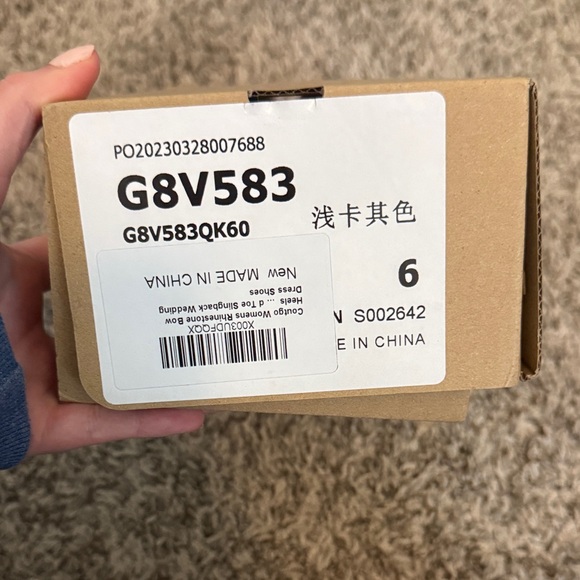 PO20230328007688
G8V583
G8V583QK60
浅卡其色
6
N S002642
E IN CHINA
X003UDFQQX
Coutgo Womens Rhinestone Bow
Heels ... d Toe Slingback Wedding
Dress Shoes
New MADE IN CHINA